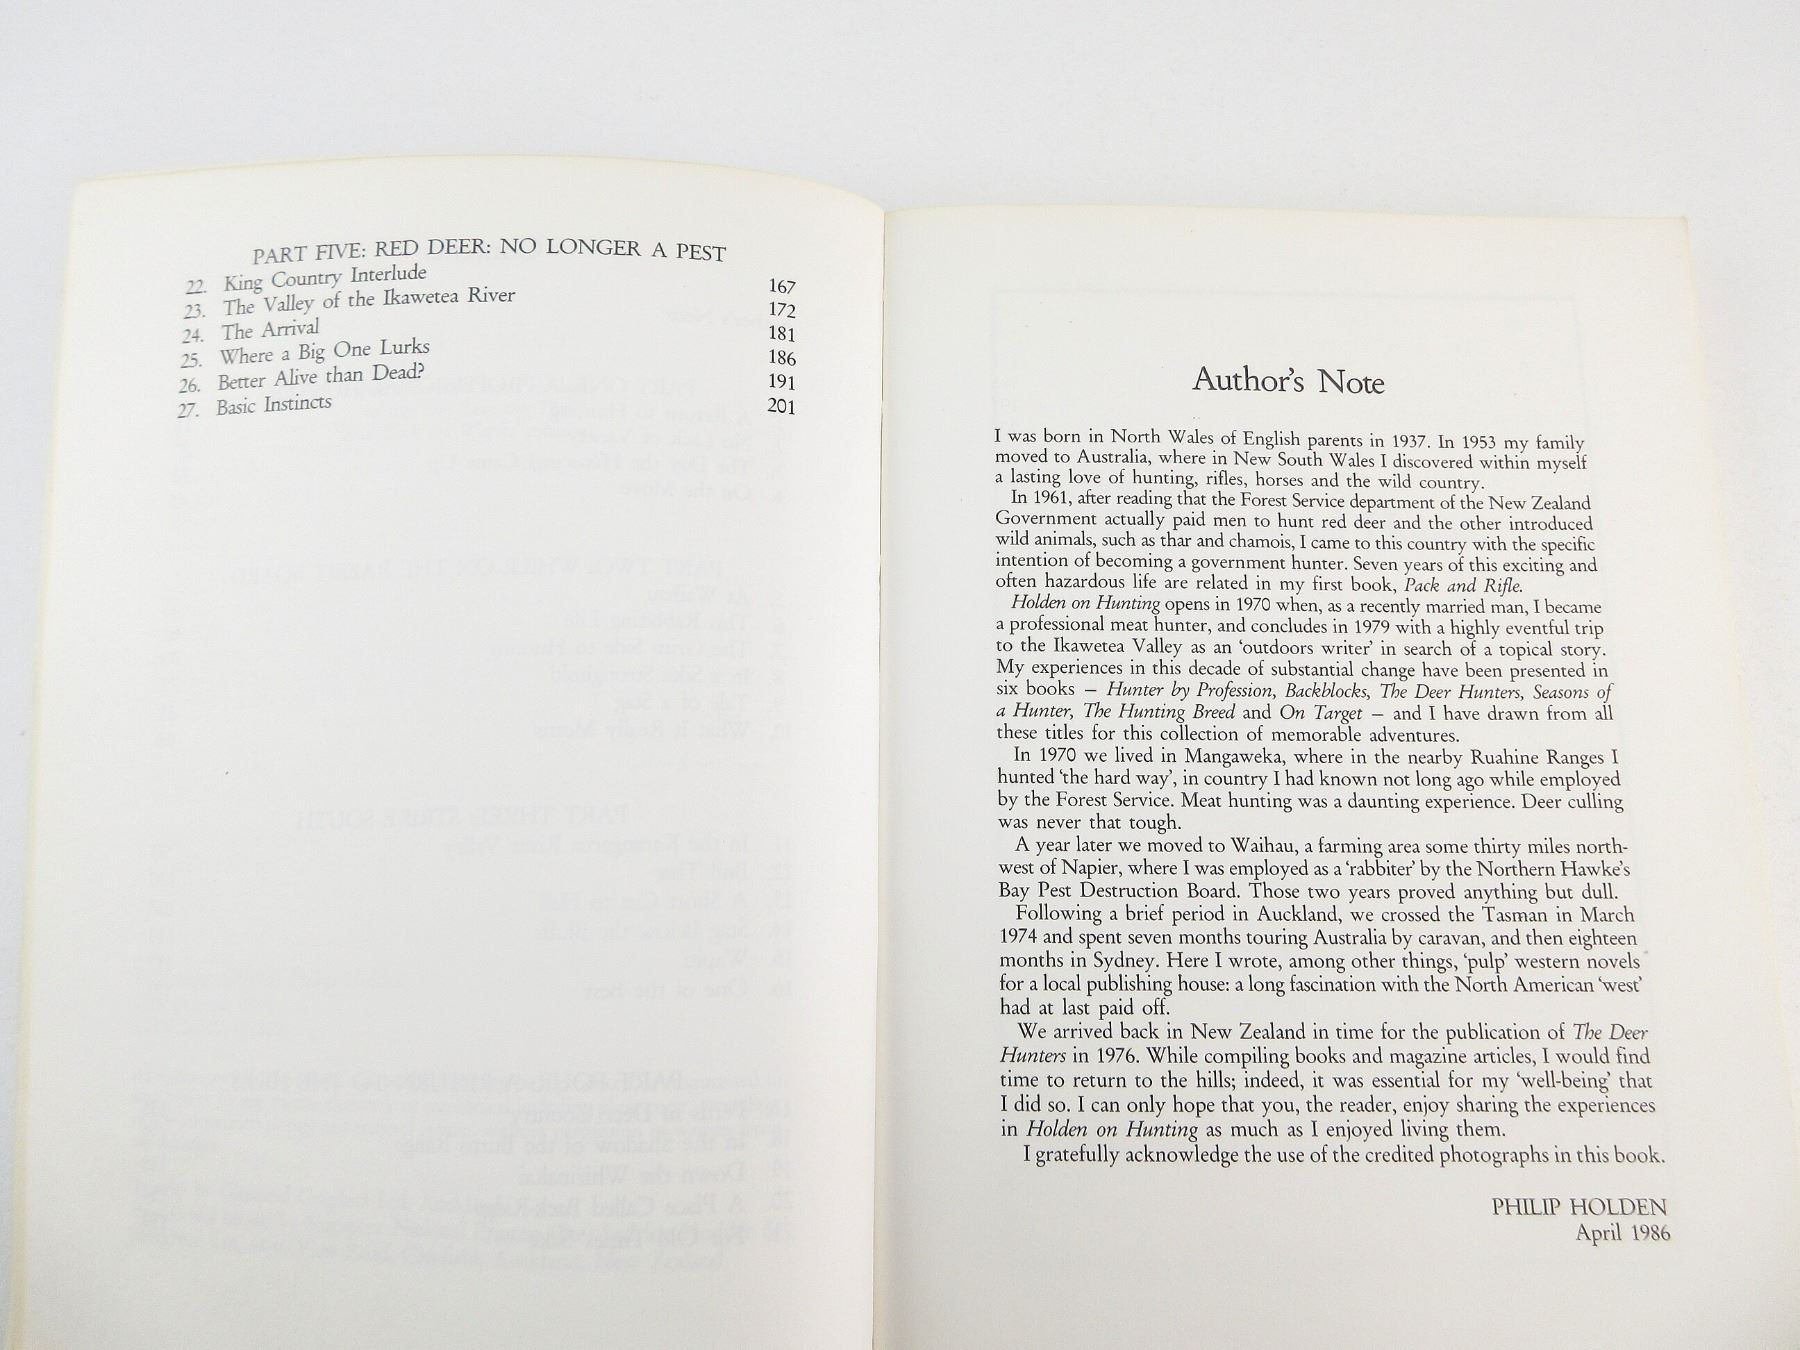 PART FIVE: RED DEER: NO LONGER A PEST
22. King Country Interlude 167
23. The Valley of the Ikawetea River 172
24. The Arrival 181
25. Where a Big One Lurks 186
26. Better Alive than Dead? 191
27. Basic Instincts 201
Author's Note
I was born in North Wales of English parents in 1937. In 1953 my family
moved to Australia, where in New South Wales I discovered within myself
a lasting love of hunting, rifles, horses and the wild country.
In 1961, after reading that the Forest Service department of the New Zealand
Government actually paid men to hunt red deer and the other introduced
wild animals, such as thar and chamois, I came to this country with the specific
intention of becoming a government hunter. Seven years of this exciting and
often hazardous life are related in my first book, Pack and Rifle.
Holden on Hunting opens in 1970 when, as a recently married man, I became
a professional meat hunter, and concludes in 1979 with a highly eventful trip
to the Ikawetea Valley as an 'outdoors writer' in search of a topical story.
My experiences in this decade of substantial change have been presented in
six books – Hunter by Profession, Backblocks, The Deer Hunters, Seasons of
a Hunter, The Hunting Breed and On Target – and I have drawn from all
these titles for this collection of memorable adventures.
In 1970 we lived in Mangaweka, where in the nearby Ruahine Ranges I
hunted 'the hard way', in country I had known not long ago while employed
by the Forest Service. Meat hunting was a daunting experience. Deer culling
was never that tough.
A year later we moved to Waihau, a farming area some thirty miles north-
west of Napier, where I was employed as a 'rabbiter' by the Northern Hawke's
Bay Pest Destruction Board. Those two years proved anything but dull.
Following a brief period in Auckland, we crossed the Tasman in March
1974 and spent seven months touring Australia by caravan, and then eighteen
months in Sydney. Here I wrote, among other things, 'pulp' western novels
for a local publishing house: a long fascination with the North American 'west'
had at last paid off.
We arrived back in New Zealand in time for the publication of The Deer
Hunters in 1976. While compiling books and magazine articles, I would find
time to return to the hills; indeed, it was essential for my 'well-being' that
I did so. I can only hope that you, the reader, enjoy sharing the experiences
in Holden on Hunting as much as I enjoyed living them.
I gratefully acknowledge the use of the credited photographs in this book.
PHILIP HOLDEN
April 1986